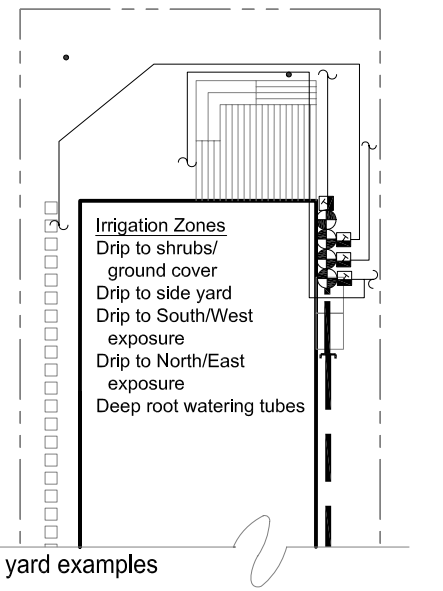 Irrigation Zones
Drip to shrubs/
ground cover
Drip to side yard
Drip to South/West
exposure
Drip to North/East
exposure
Deep root watering tubes
yard examples